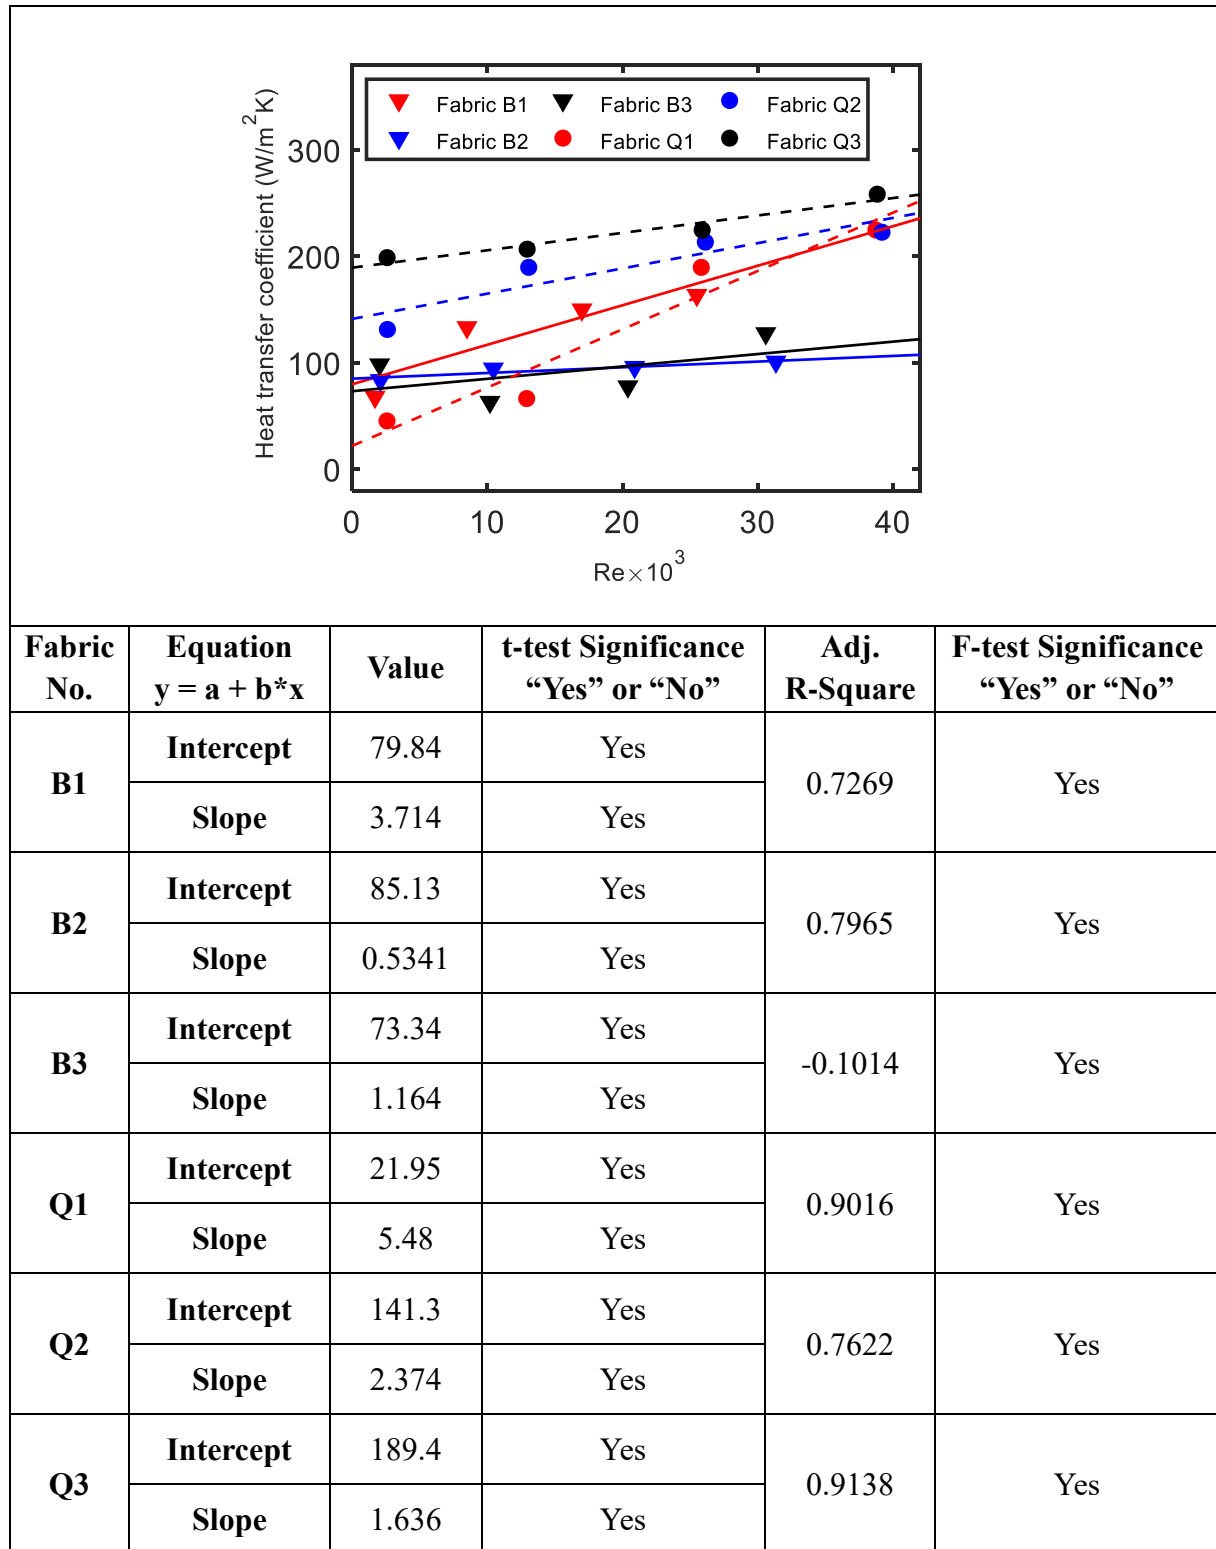 Heat transfer coefficient (W/m²K)
Fabric B1 Fabric B3 Fabric Q2
Fabric B2 Fabric Q1 Fabric Q3
300
200
100
0
0 10 20 30 40
Re×10³
Fabric No. Equation y = a + b*x Value t-test Significance “Yes” or “No” Adj. R-Square F-test Significance “Yes” or “No”
B1 Intercept 79.84 Yes 0.7269 Yes
Slope 3.714 Yes
B2 Intercept 85.13 Yes 0.7965 Yes
Slope 0.5341 Yes
B3 Intercept 73.34 Yes -0.1014 Yes
Slope 1.164 Yes
Q1 Intercept 21.95 Yes 0.9016 Yes
Slope 5.48 Yes
Q2 Intercept 141.3 Yes 0.7622 Yes
Slope 2.374 Yes
Q3 Intercept 189.4 Yes 0.9138 Yes
Slope 1.636 Yes